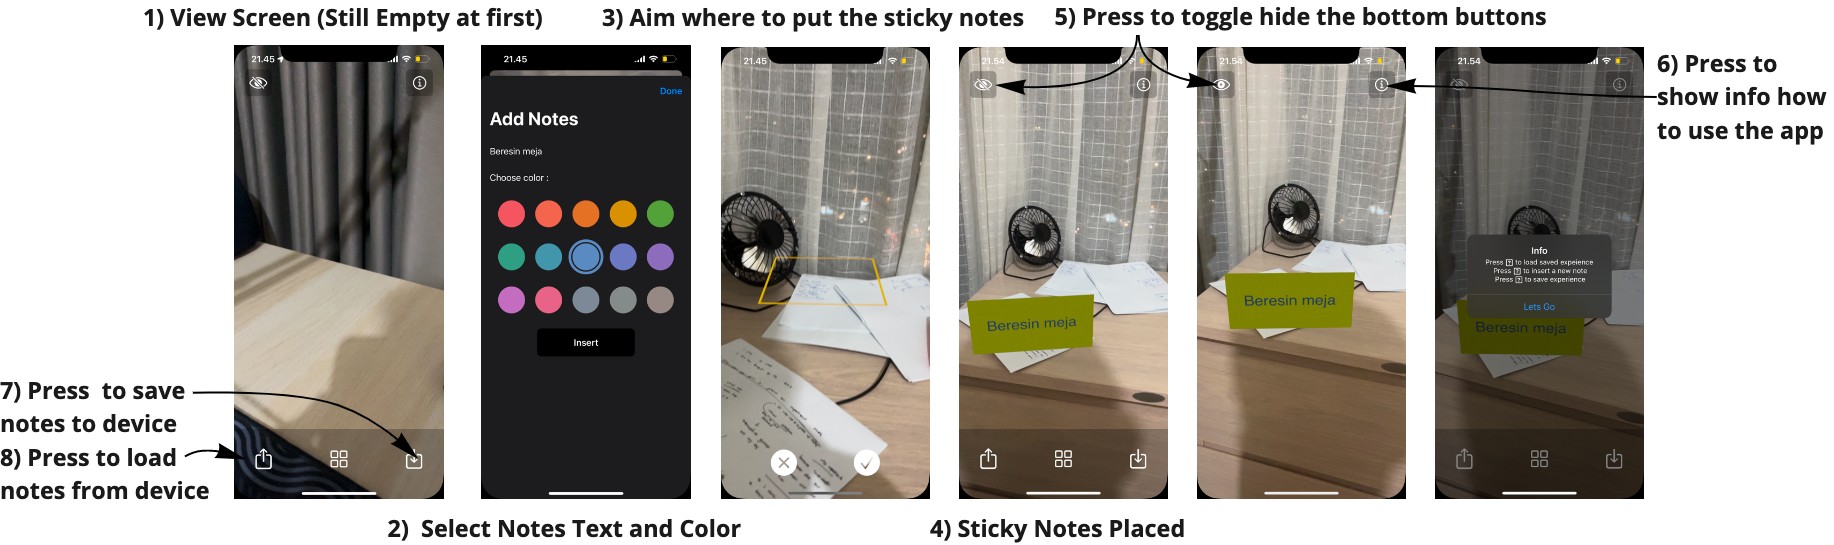 1) View Screen (Still Empty at first)
3) Aim where to put the sticky notes
5) Press to toggle hide the bottom buttons
6) Press to
show info how
to use the app
7) Press  to save
notes to device
8) Press to load
notes from device
21.45
21.45
Done
Add Notes
Beresin meja
Choose color :
Insert
21.45
21.54
Beresin meja
21.54
Beresin meja
21.54
Info
Press ? to load saved expeience
Press ? to insert a new note
Press ? to save experience
Lets Go
Beresin meja
2)  Select Notes Text and Color
4) Sticky Notes Placed